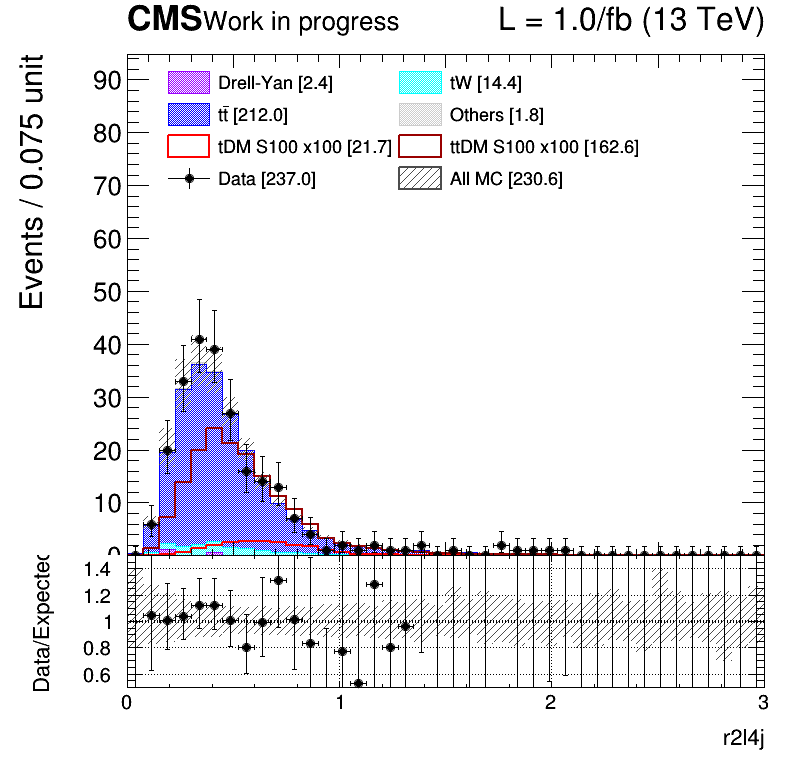 CMS Work in progress L = 1.0/fb (13 TeV)
Events / 0.075 unit
90
80
70
60
50
40
30
20
10
0
Drell-Yan [2.4] tW [14.4]
tt̄ [212.0] Others [1.8]
tDM S100 x100 [21.7] ttDM S100 x100 [162.6]
Data [237.0] All MC [230.6]
Data/Expected
1.4
1.2
1
0.8
0.6
0 1 2 3
r2l4j